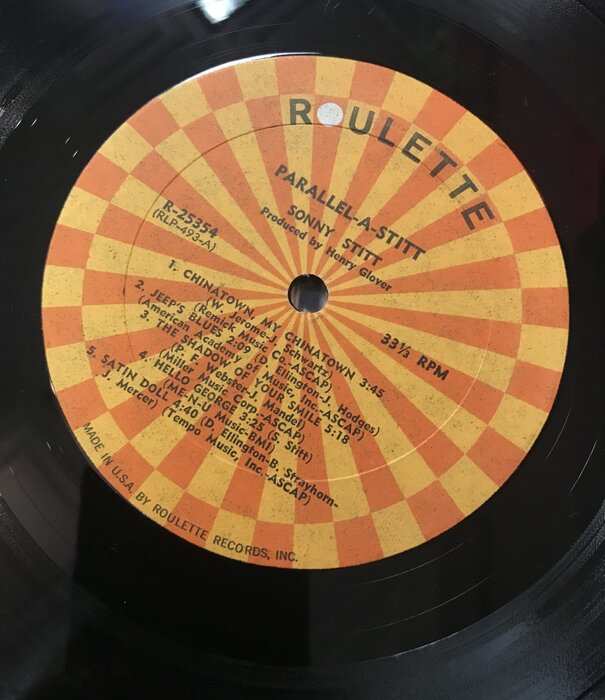 ROULETTE
PARALLEL-A-STITT
SONNY STITT
Produced by Henry Glover
R-25354
(RLP-493-A)
33⅓ RPM
1. CHINATOWN, MY CHINATOWN 3:45
(W. Jerome-J. Schwartz)
(Remick Music Co.-ASCAP)
2. JEEP'S BLUES 2:09 (D. Ellington-J. Hodges)
(American Academy of Music, Inc.-ASCAP)
3. THE SHADOW OF YOUR SMILE 5:18
(P. F. Webster-J. Mandel)
(Miller Music Corp.-ASCAP)
4. HELLO GEORGE 3:25 (S. Stitt)
(ME-N-U Music-BMI)
5. SATIN DOLL 4:40 (D. Ellington-B. Strayhorn-
J. Mercer) (Tempo Music, Inc.-ASCAP)
MADE IN U.S.A. BY ROULETTE RECORDS, INC.